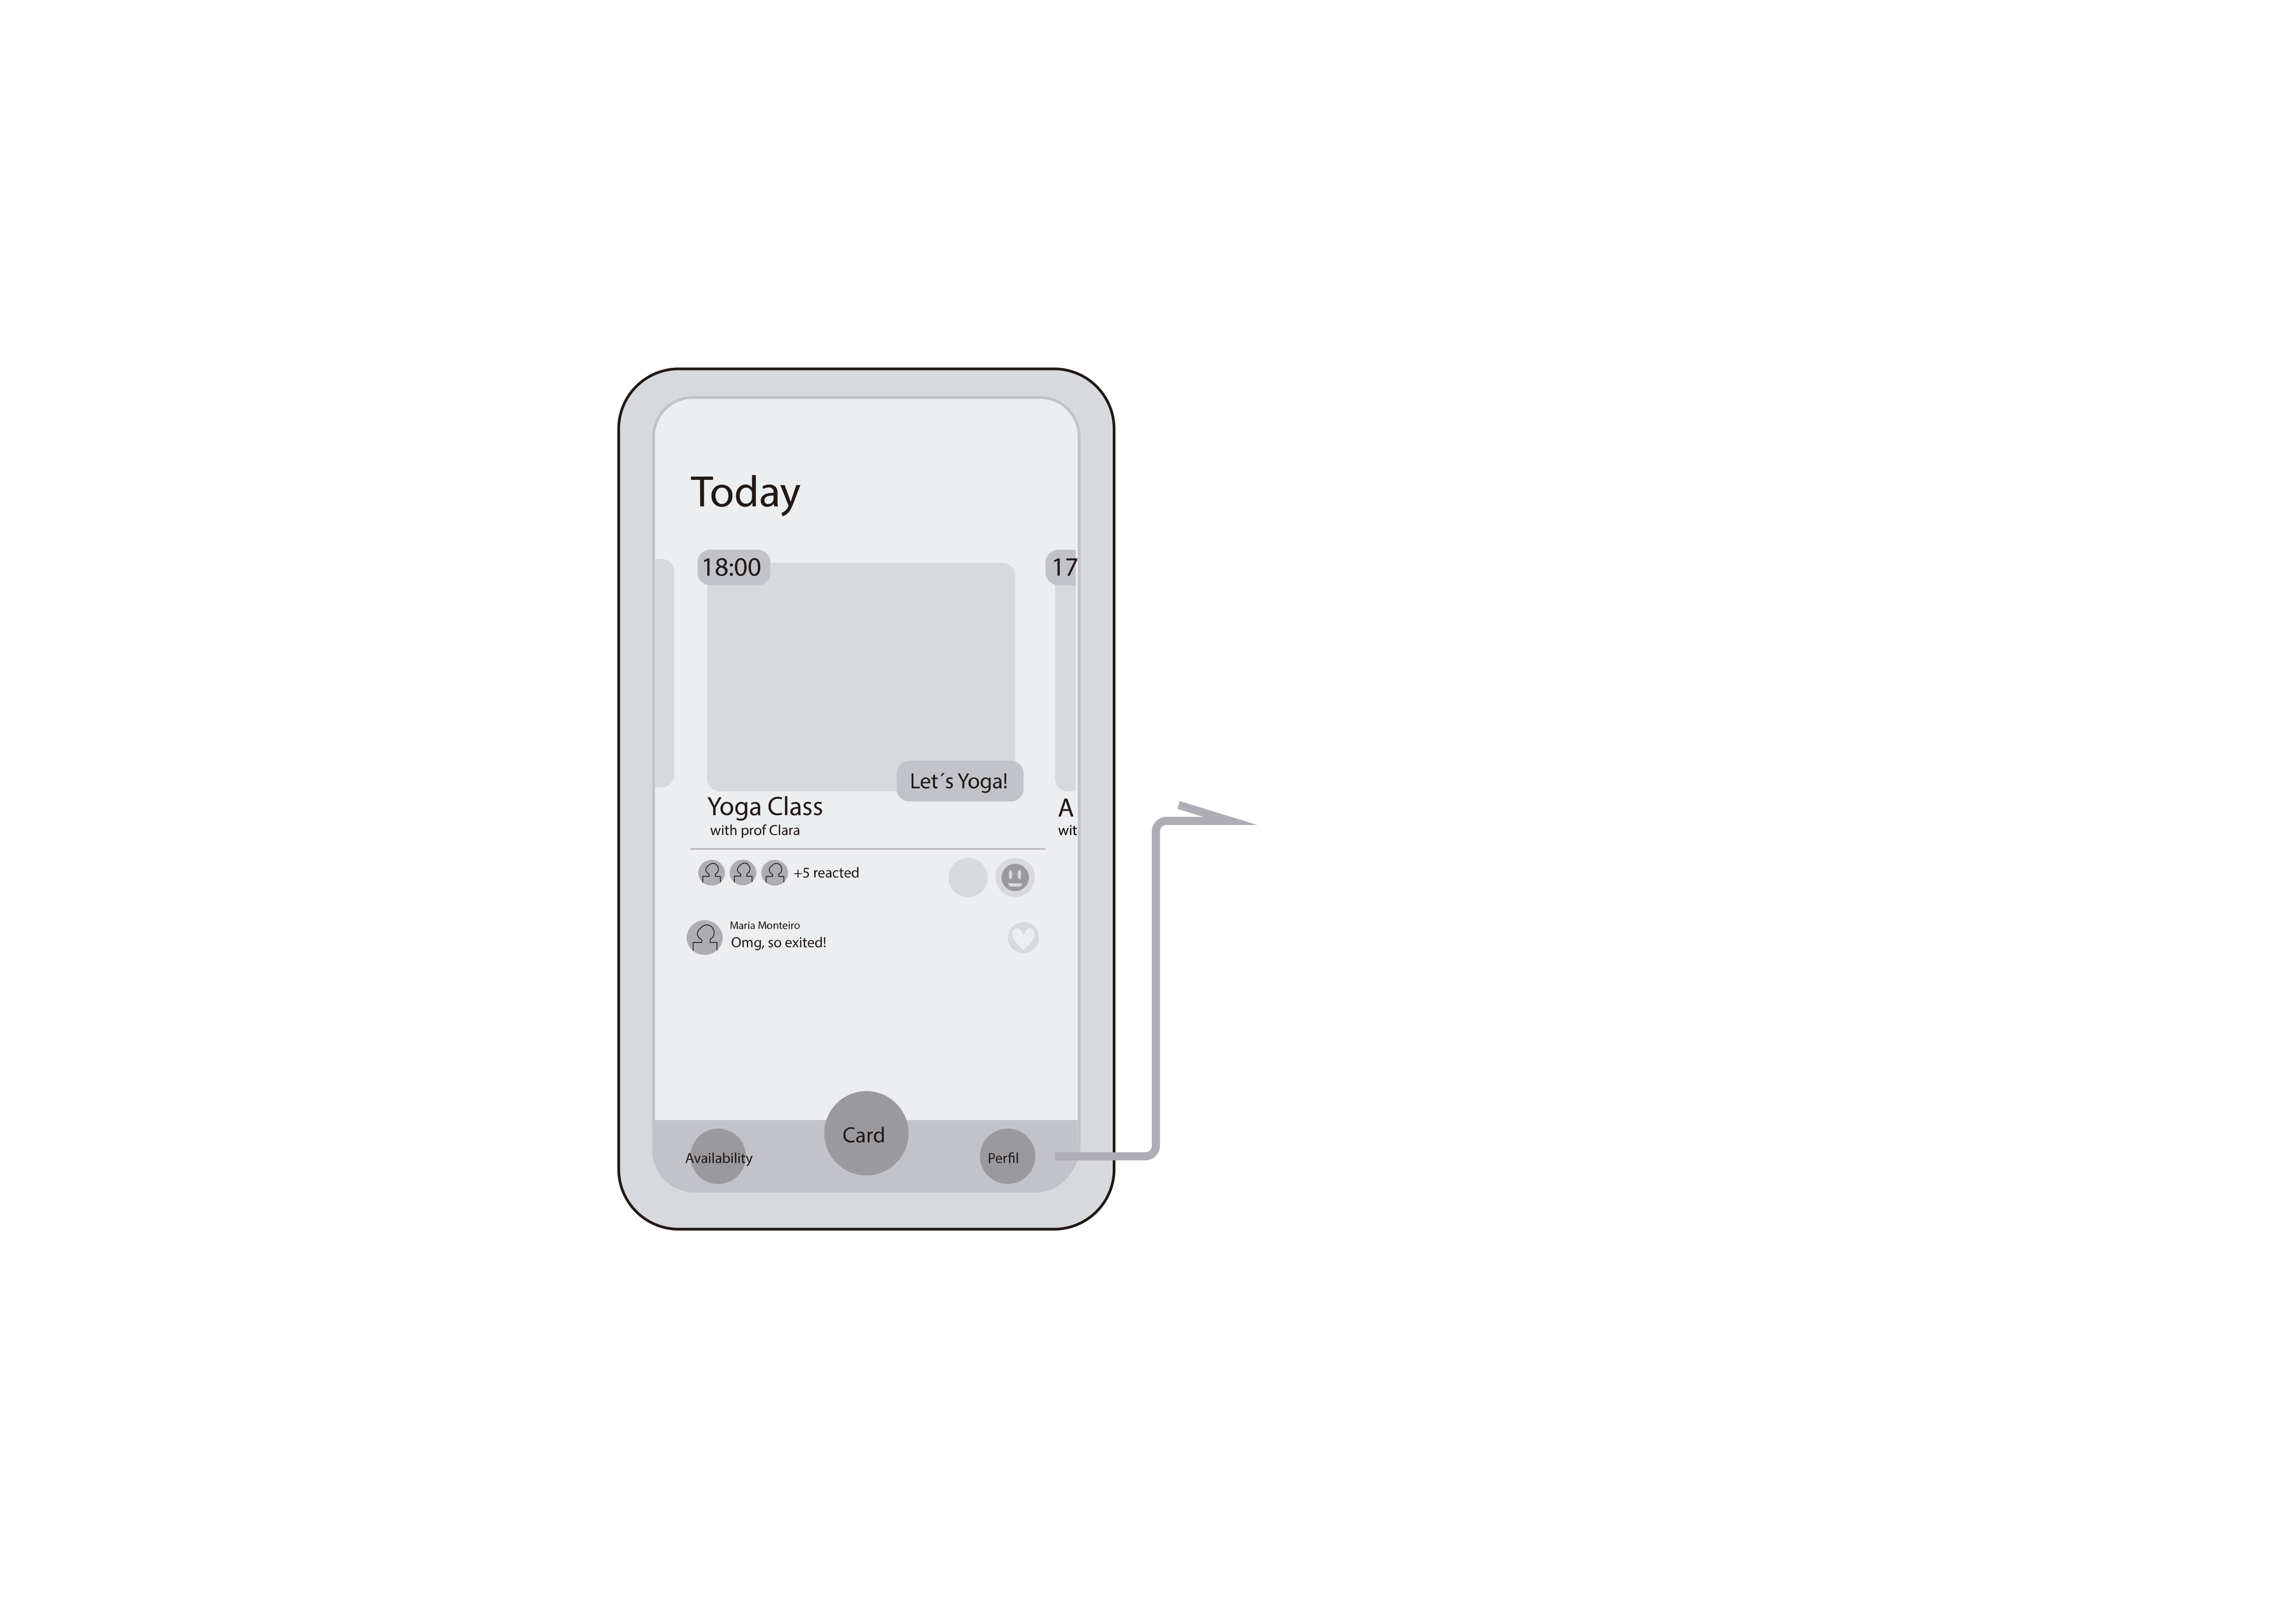 Today
18:00
17
Let´s Yoga!
Yoga Class
with prof Clara
A
wit
+5 reacted
Maria Monteiro
Omg, so exited!
Card
Availability
Perfil